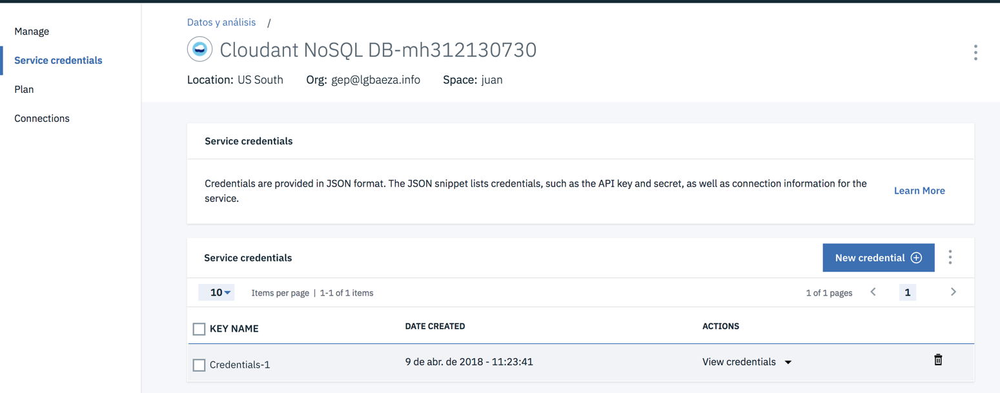 Manage
Service credentials
Plan
Connections
Datos y análisis /
Cloudant NoSQL DB-mh312130730
Location: US South Org: gep@lgbaeza.info Space: juan
Service credentials
Credentials are provided in JSON format. The JSON snippet lists credentials, such as the API key and secret, as well as connection information for the
service.
Learn More
Service credentials
New credential
10 Items per page | 1-1 of 1 items 1 of 1 pages 1
KEY NAME DATE CREATED ACTIONS
Credentials-1 9 de abr. de 2018 - 11:23:41 View credentials